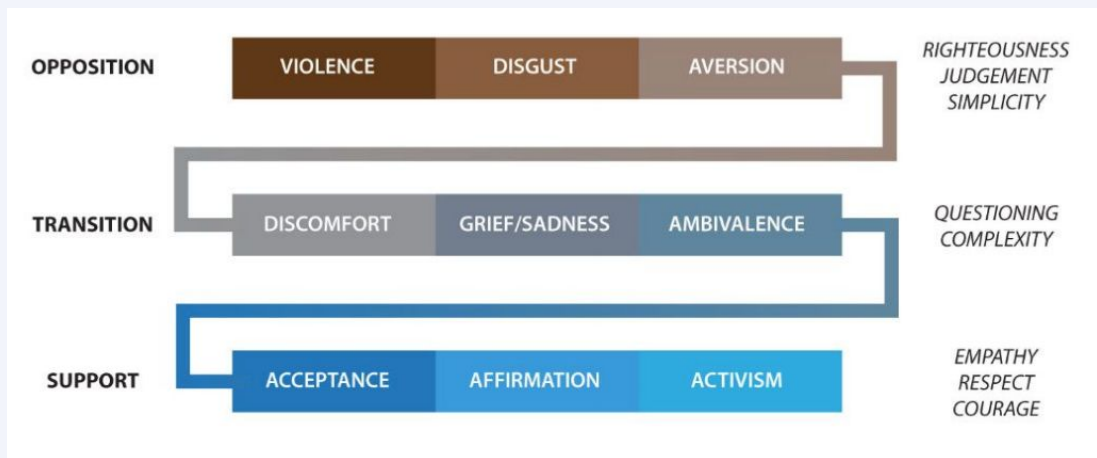 OPPOSITION
VIOLENCE
DISGUST
AVERSION
RIGHTEOUSNESS
JUDGEMENT
SIMPLICITY
TRANSITION
DISCOMFORT
GRIEF/SADNESS
AMBIVALENCE
QUESTIONING
COMPLEXITY
SUPPORT
ACCEPTANCE
AFFIRMATION
ACTIVISM
EMPATHY
RESPECT
COURAGE